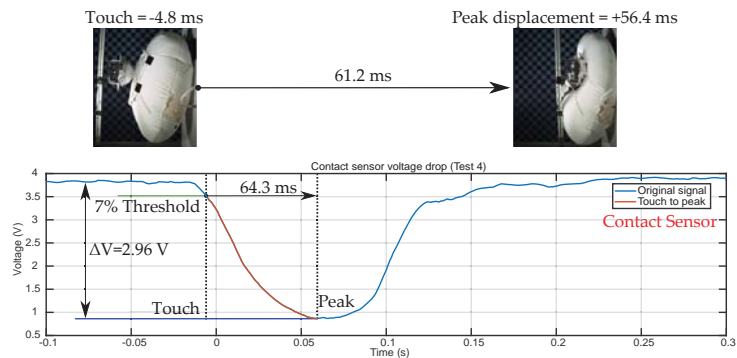 Touch = -4.8 ms
Peak displacement = +56.4 ms
61.2 ms
Contact sensor voltage drop (Test 4)
4
3.5
3
2.5
2
1.5
1
0.5
Voltage (V)
64.3 ms
7% Threshold
ΔV=2.96 V
Touch
Peak
Original signal
Touch to peak
Contact Sensor
-0.1
-0.05
0
0.05
0.1
0.15
0.2
0.25
0.3
Time (s)